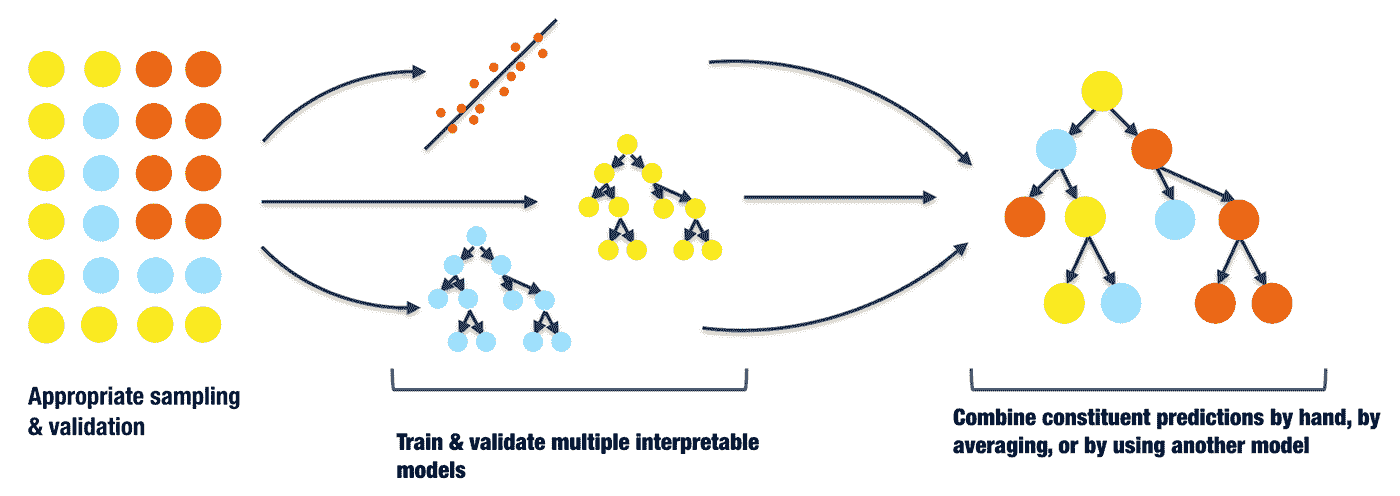 Appropriate sampling
& validation
Train & validate multiple interpretable
models
Combine constituent predictions by hand, by
averaging, or by using another model